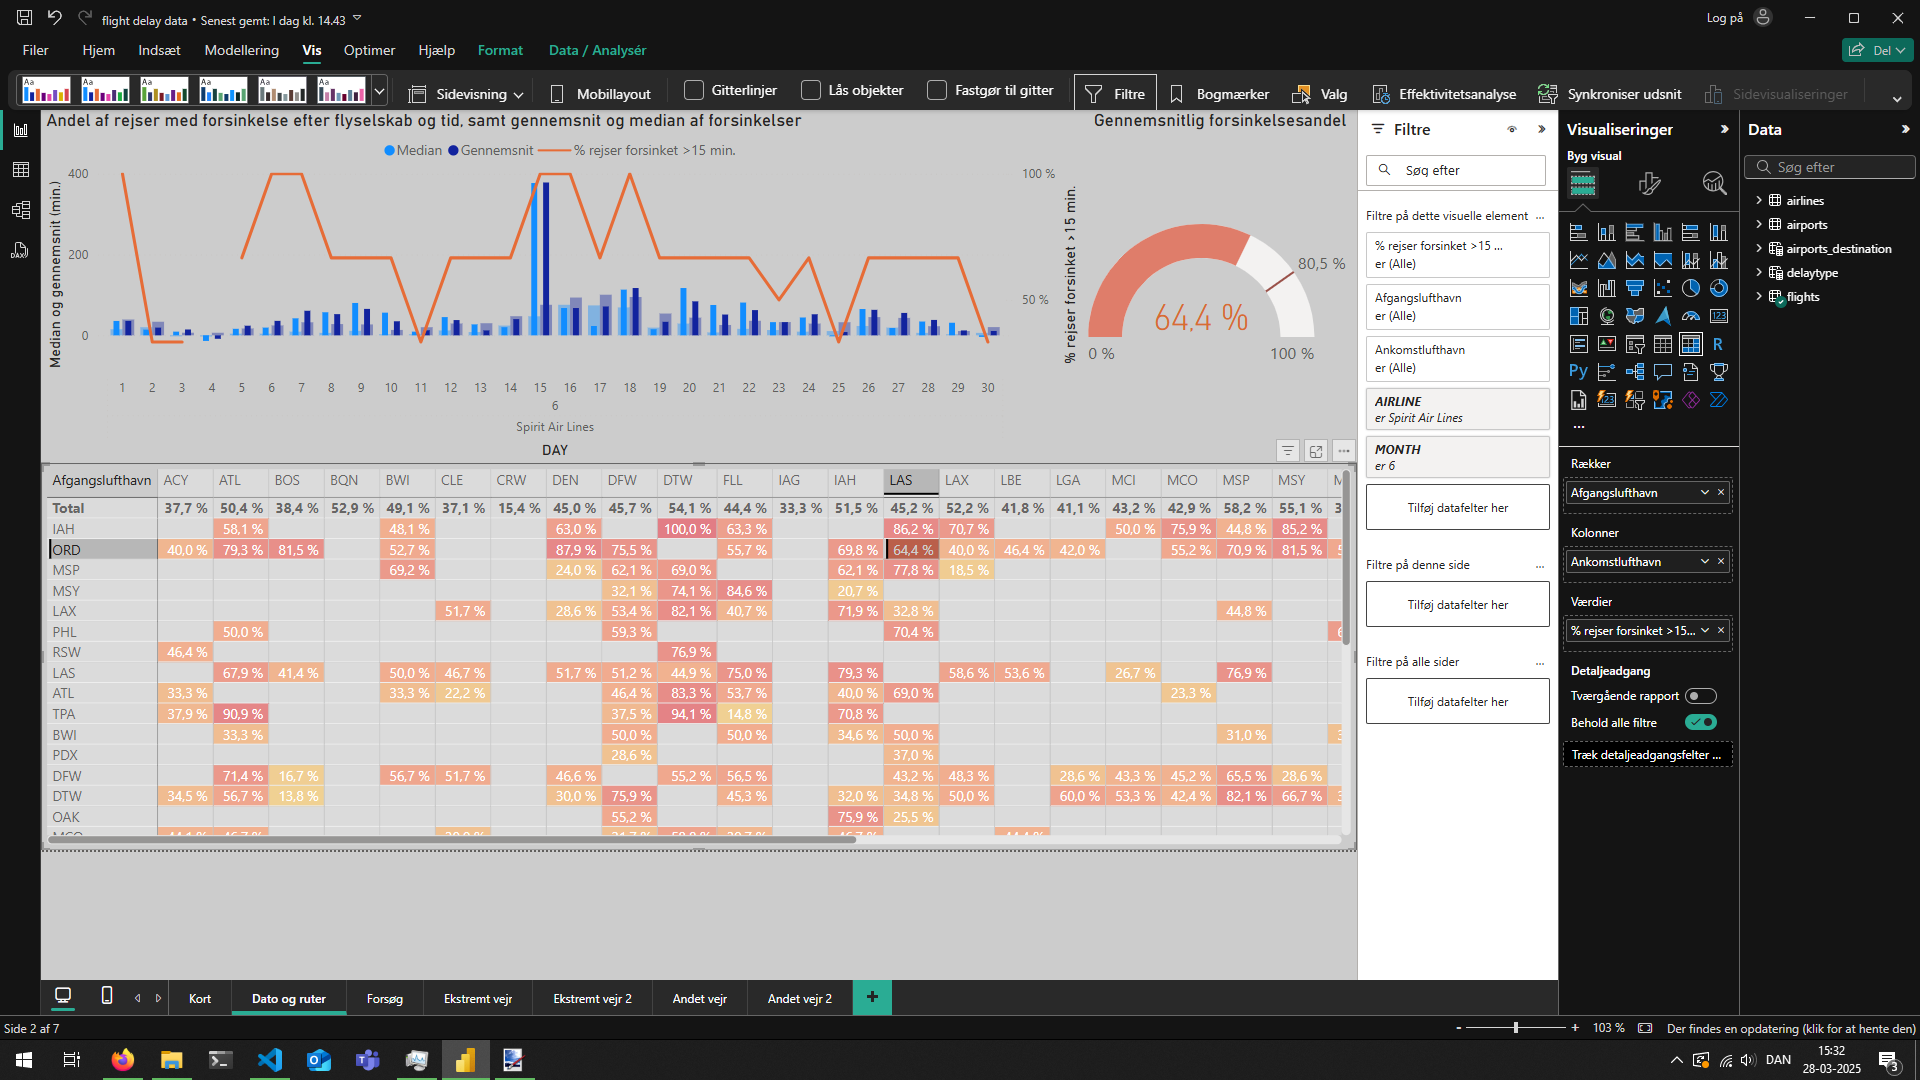 flight delay data • Senest gemt: I dag kl. 14.43
Log på
Filer Hjem Indsæt Vis Modellering Optimer Hjælp Format Data / Analysér
Del
Sidevisning Mobillayout Gitterlinjer Lås objekter Fastgør til gitter Filtre Bogmærker Valg Effektivitetsanalyse Synkroniser udsnit Sidevisualiseringer
Andel af rejser med forsinkelse efter flyselskab og tid, samt gennemsnit og median af forsinkelser
Median Gennemsnit % rejser forsinket >15 min.
Median og gennemsnit (min.)
400
200
0
100 %
50 %
% rejser forsinket >15 min.
1 2 3 4 5 6 7 8 9 10 11 12 13 14 15 16 17 18 19 20 21 22 23 24 25 26 27 28 29 30
6
Spirit Air Lines
DAY
Gennemsnitlig forsinkelsesandel
80,5 %
64,4 %
0 % 100 %
Afgangslufthavn ACY ATL BOS BQN BWI CLE CRW DEN DFW DTW FLL IAG IAH LAS LAX LBE LGA MCI MCO MSP MSY
Total 37,7 % 50,4 % 38,4 % 52,9 % 49,1 % 37,1 % 15,4 % 45,0 % 45,7 % 54,1 % 44,4 % 33,3 % 51,5 % 45,2 % 52,2 % 41,8 % 41,1 % 43,2 % 42,9 % 58,2 % 55,1 %
IAH 58,1 % 48,1 % 63,0 % 100,0 % 63,3 % 86,2 % 70,7 % 50,0 % 75,9 % 44,8 % 85,2 %
ORD 40,0 % 79,3 % 81,5 % 52,7 % 87,9 % 75,5 % 55,7 % 69,8 % 64,4 % 40,0 % 46,4 % 42,0 % 55,2 % 70,9 % 81,5 %
MSP 69,2 % 24,0 % 62,1 % 69,0 % 62,1 % 77,8 % 18,5 %
MSY 32,1 % 74,1 % 84,6 % 20,7 %
LAX 51,7 % 28,6 % 53,4 % 82,1 % 40,7 % 71,9 % 32,8 % 44,8 %
PHL 50,0 % 59,3 % 70,4 %
RSW 46,4 % 76,9 %
LAS 67,9 % 41,4 % 50,0 % 46,7 % 51,7 % 51,2 % 44,9 % 75,0 % 79,3 % 58,6 % 53,6 % 26,7 % 76,9 %
ATL 33,3 % 33,3 % 22,2 % 46,4 % 83,3 % 53,7 % 40,0 % 69,0 % 23,3 %
TPA 37,9 % 90,9 % 37,5 % 94,1 % 14,8 % 70,8 %
BWI 33,3 % 50,0 % 50,0 % 34,6 % 50,0 % 31,0 %
PDX 28,6 % 37,0 %
DFW 71,4 % 16,7 % 56,7 % 51,7 % 46,6 % 55,2 % 56,5 % 43,2 % 48,3 % 28,6 % 43,3 % 45,2 % 65,5 % 28,6 %
DTW 34,5 % 56,7 % 13,8 % 30,0 % 75,9 % 45,3 % 32,0 % 34,8 % 50,0 % 60,0 % 53,3 % 42,4 % 82,1 % 66,7 %
OAK 55,2 % 75,9 % 25,5 %
Filtre
Søg efter
Filtre på dette visuelle element ...
% rejser forsinket >15 ...
er (Alle)
Afgangslufthavn
er (Alle)
Ankomstlufthavn
er (Alle)
AIRLINE
er Spirit Air Lines
MONTH
er 6
Tilføj datafelter her
Filtre på denne side ...
Tilføj datafelter her
Filtre på alle sider ...
Tilføj datafelter her
Visualiseringer
Byg visual
Rækker
Afgangslufthavn
Kolonner
Ankomstlufthavn
Værdier
% rejser forsinket >15...
Detaljeadgang
Tværgående rapport
Behold alle filtre
Træk detaljeadgangsfelter ...
Data
Søg efter
airlines
airports
airports_destination
delaytype
flights
Kort Dato og ruter Forsøg Ekstremt vejr Ekstremt vejr 2 Andet vejr Andet vejr 2 +
Side 2 af 7
- + 103 % Der findes en opdatering (klik for at hente den)
DAN
15:32
28-03-2025
3